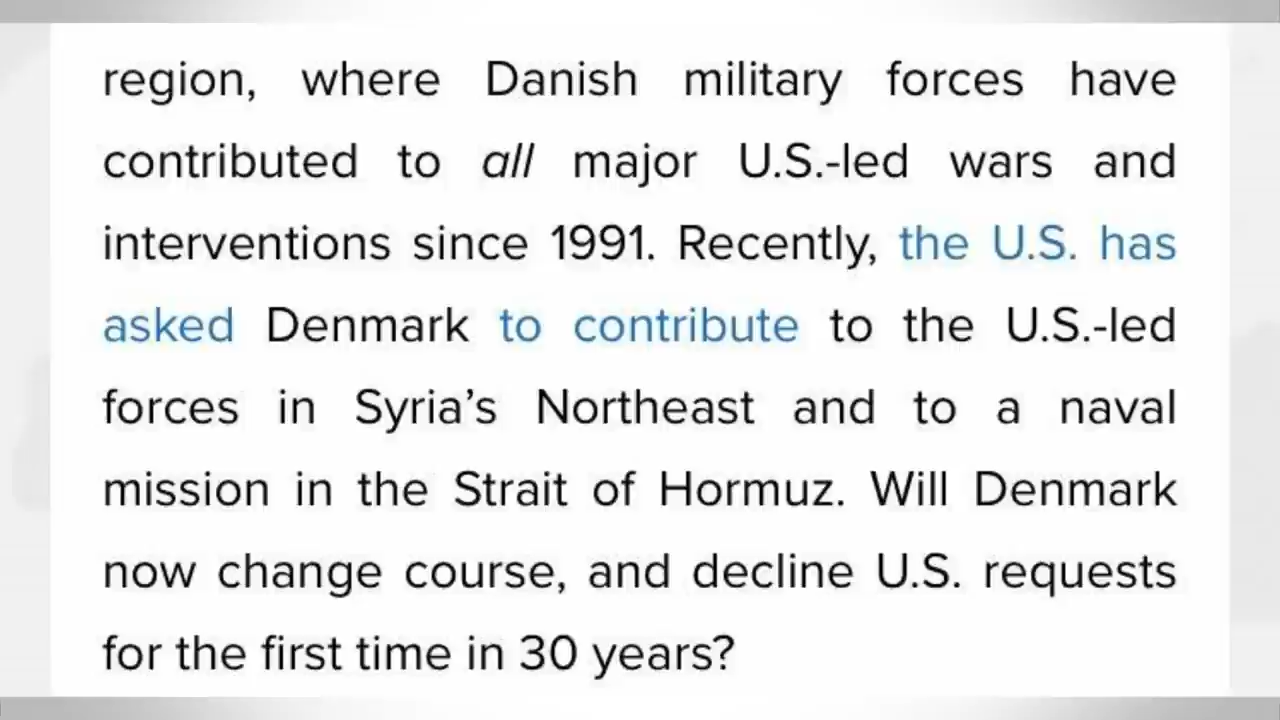 region, where Danish military forces have
contributed to all major U.S.-led wars and
interventions since 1991. Recently, the U.S. has
asked Denmark to contribute to the U.S.-led
forces in Syria’s Northeast and to a naval
mission in the Strait of Hormuz. Will Denmark
now change course, and decline U.S. requests
for the first time in 30 years?